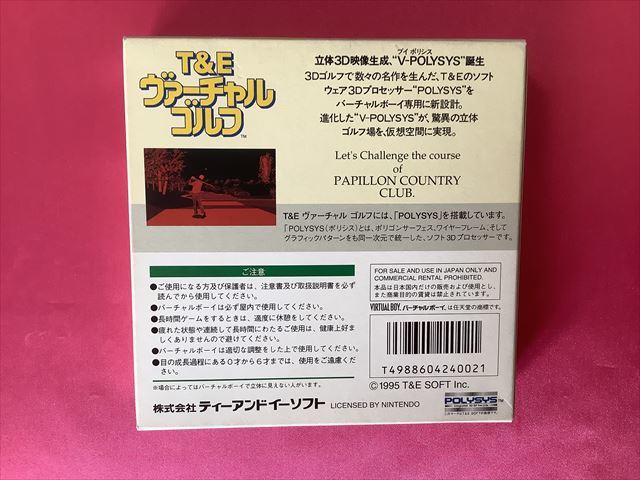 T&E
ヴァーチャル
ゴルフ™
ブイ ポリシス
立体3D映像生成、“V-POLYSYS”誕生
3Dゴルフで数々の名作を生んだ、T&Eのソフト
ウェア3Dプロセッサー“POLYSYS”を
バーチャルボーイ専用に新設計。
進化した“V-POLYSYS”が、驚異の立体
ゴルフ場を、仮想空間に実現。
Let's Challenge the course
of
PAPILLON COUNTRY
CLUB.
T&E ヴァーチャル ゴルフには、「POLYSYS」を搭載しています。
「POLYSYS(ポリシス)とは、ポリゴンサーフェス、ワイヤーフレーム、そして
グラフィックパターンをも同一次元で統一した、ソフト3Dプロセッサーです。
ご注意
●ご使用になる方及び保護者は、注意書及び取扱説明書を必ず
読んでから使用してください。
●バーチャルボーイは必ず屋内で使用してください。
●長時間ゲームをするときは、適度に休憩をしてください。
●疲れた状態や連続して長時間にわたるご使用は、健康上好ま
しくありませんので避けてください。
●バーチャルボーイは適切な調整をした上で使用してください。
●目の成長過程にある0才から6才までは、使用をご遠慮くだ
さい。
※場合によってはバーチャルボーイで立体に見えない人がいます。
株式会社 ティーアンドイーソフト LICENSED BY NINTENDO
FOR SALE AND USE IN JAPAN ONLY AND
COMMERCIAL RENTAL PROHIBITED.
本品は日本国内だけの販売および使用とし、
また商業目的の賃貸は禁止されています。
VIRTUAL BOY, バーチャルボーイ, は任天堂の商標です。
T4988604240021
©1995 T&E SOFT Inc.
POLYSYS™